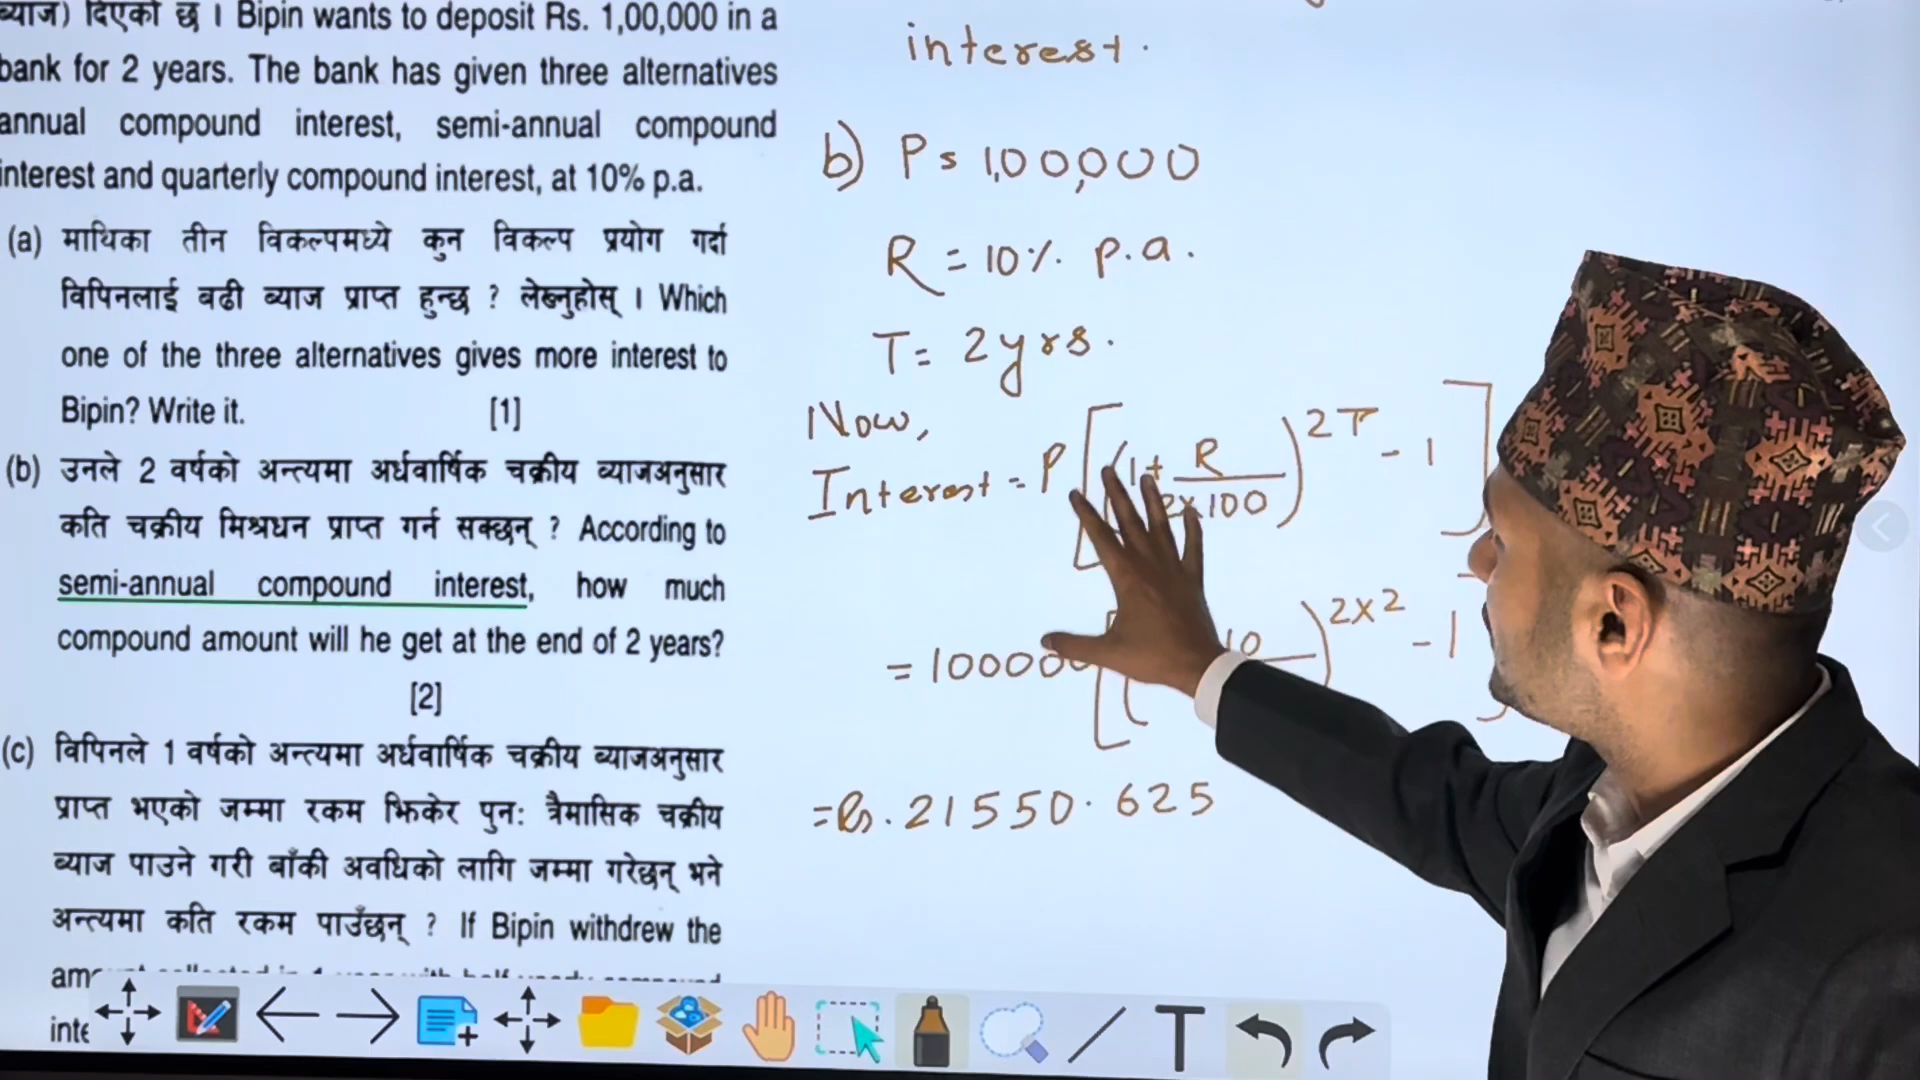 ब्याज) दिएको छ । Bipin wants to deposit Rs. 1,00,000 in a
bank for 2 years. The bank has given three alternatives
annual compound interest, semi-annual compound
interest and quarterly compound interest, at 10% p.a.
(a) माथिका तीन विकल्पमध्ये कुन विकल्प प्रयोग गर्दा
विपिनलाई बढी ब्याज प्राप्त हुन्छ ? लेख्नुहोस् । Which
one of the three alternatives gives more interest to
Bipin? Write it. [1]
(b) उनले 2 वर्षको अन्त्यमा अर्धवार्षिक चक्रीय ब्याजअनुसार
कति चक्रीय मिश्रधन प्राप्त गर्न सक्छन् ? According to
semi-annual compound interest, how much
compound amount will he get at the end of 2 years?
[2]
(c) विपिनले 1 वर्षको अन्त्यमा अर्धवार्षिक चक्रीय ब्याजअनुसार
प्राप्त भएको जम्मा रकम झिकेर पुनः त्रैमासिक चक्रीय
ब्याज पाउने गरी बाँकी अवधिको लागि जम्मा गरेछन् भने
अन्त्यमा कति रकम पाउँछन् ? If Bipin withdrew the
interest.
b) P = 1,00,000
R = 10% p.a.
T = 2yrs.
Now,
Interest = P[(1+ R/2×100)^2T - 1]
= 100000[( 10)^2×2 - 1]
= Rs. 21550.625
T